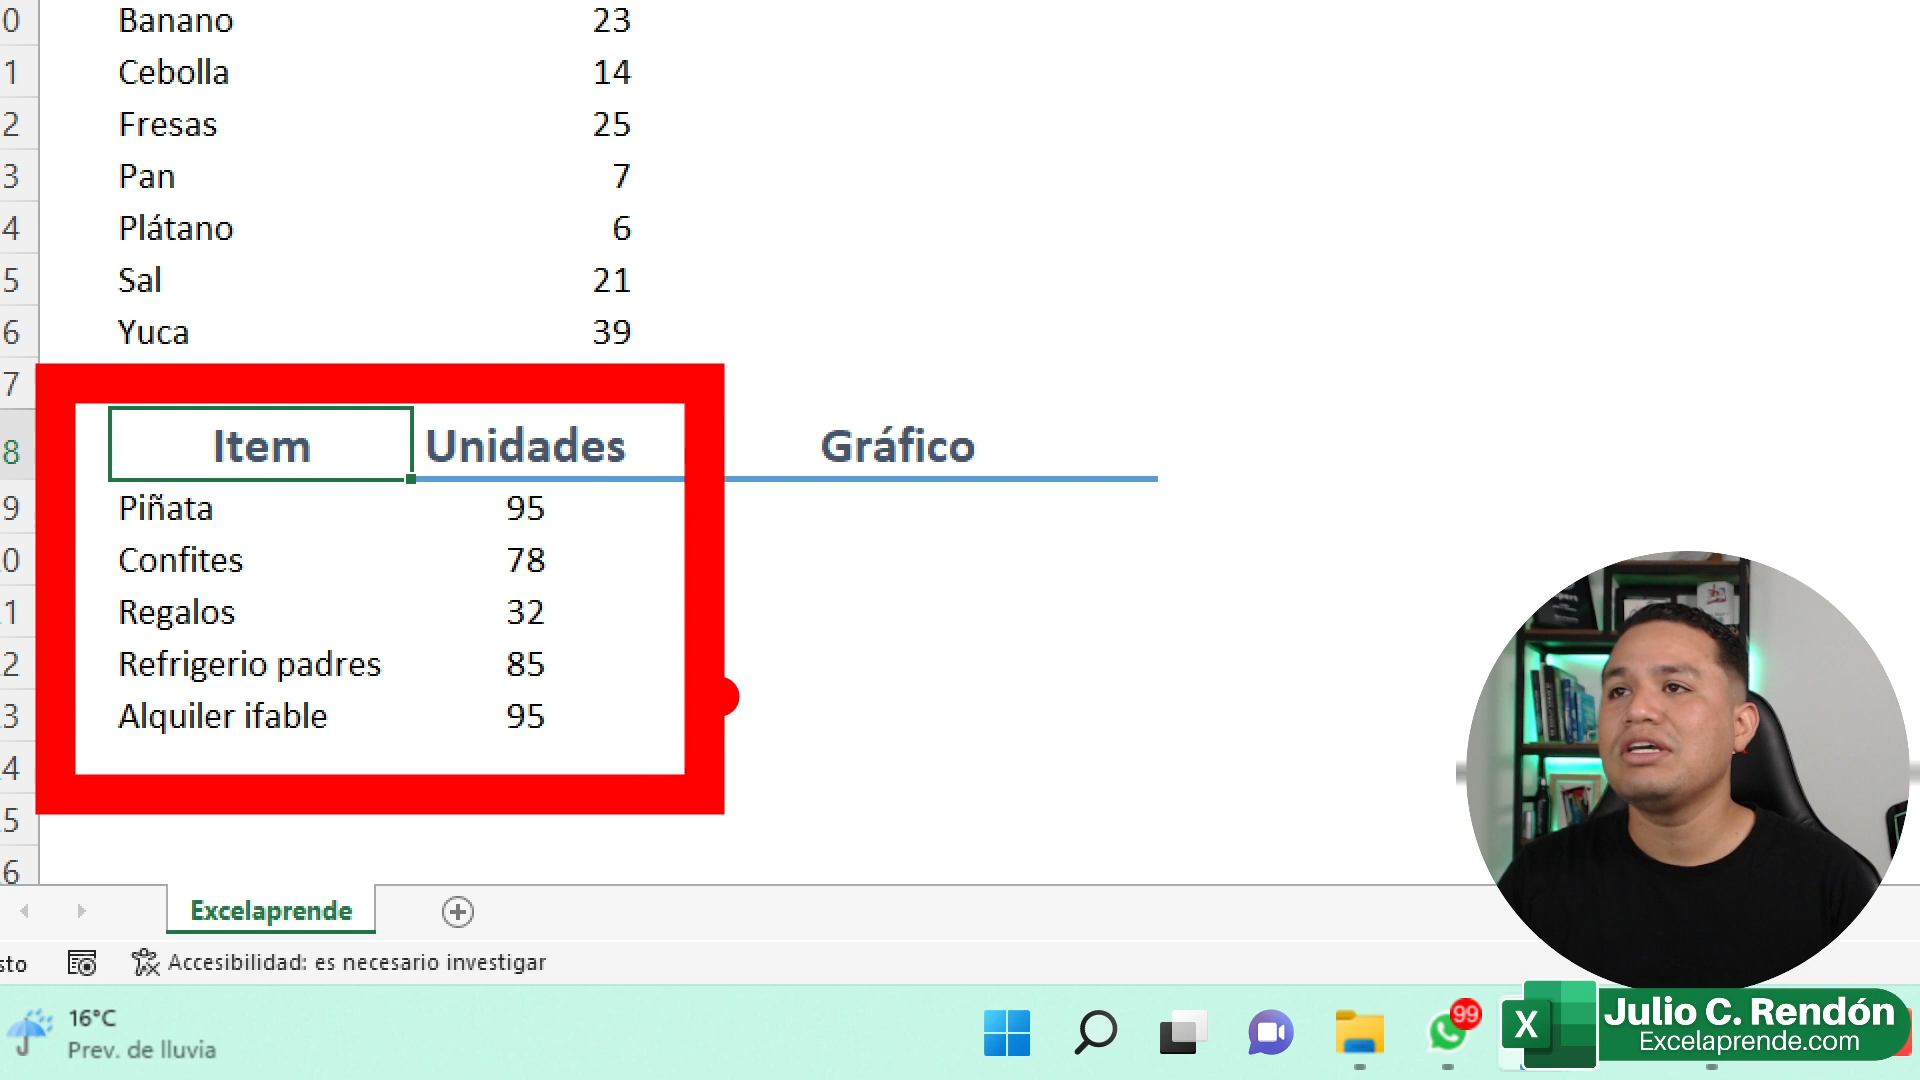 0 Banano 23
1 Cebolla 14
2 Fresas 25
3 Pan 7
4 Plátano 6
5 Sal 21
6 Yuca 39
7
8 Item Unidades Gráfico
9 Piñata 95
0 Confites 78
1 Regalos 32
2 Refrigerio padres 85
3 Alquiler ifable 95
4
5
6
Excelaprende
sto Accesibilidad: es necesario investigar
16°C
Prev. de lluvia
99
X
Julio C. Rendón
Excelaprende.com